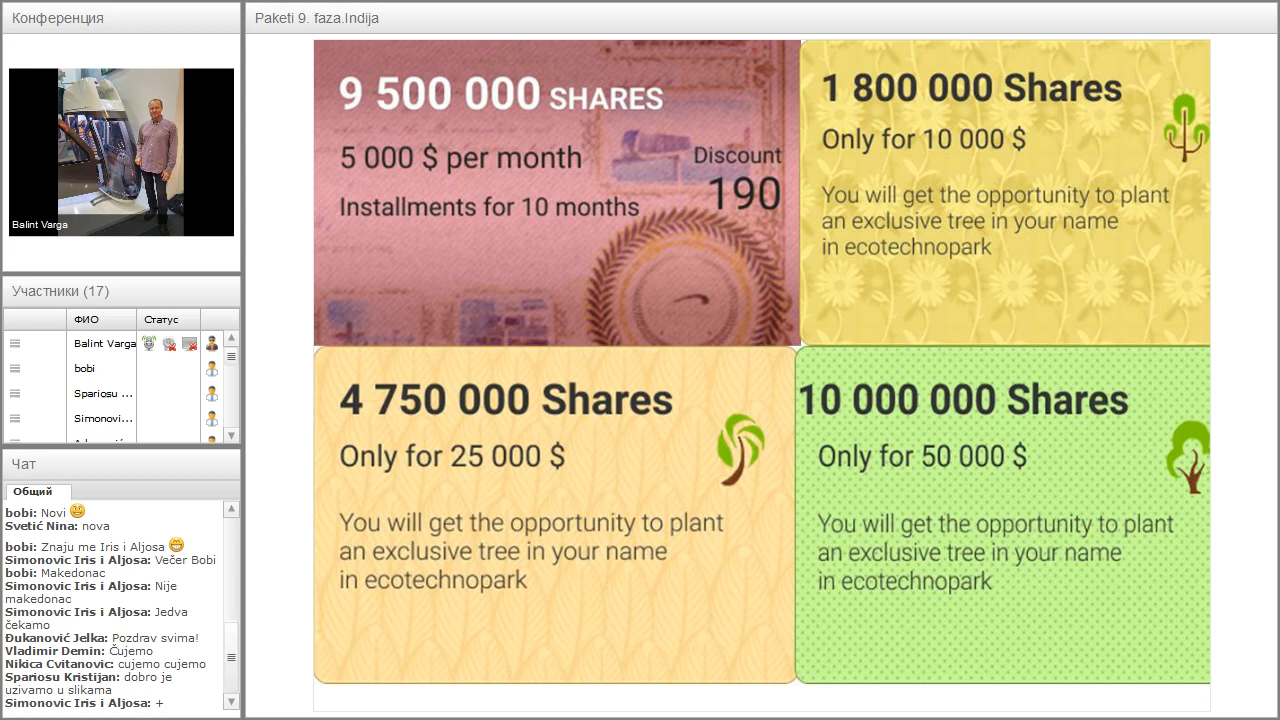 Конференция
Balint Varga
Участники (17)
ФИО Статус
Balint Varga
bobi
Spariosu ...
Simonovi...
Чат
Общий
bobi: Novi
Svetić Nina: nova
bobi: Znaju me Iris i Aljosa
Simonovic Iris i Aljosa: Večer Bobi
bobi: Makedonac
Simonovic Iris i Aljosa: Nije
makedonac
Simonovic Iris i Aljosa: Jedva
čekamo
Đukanović Jelka: Pozdrav svima!
Vladimir Demin: Čujemo
Nikica Cvitanovic: cujemo cujemo
Spariosu Kristijan: dobro je
uzivamo u slikama
Simonovic Iris i Aljosa: +
Paketi 9. faza.Indija
9 500 000 SHARES
5 000 $ per month
Installments for 10 months
Discount
190
1 800 000 Shares
Only for 10 000 $
You will get the opportunity to plant
an exclusive tree in your name
in ecotechnopark
4 750 000 Shares
Only for 25 000 $
You will get the opportunity to plant
an exclusive tree in your name
in ecotechnopark
10 000 000 Shares
Only for 50 000 $
You will get the opportunity to plant
an exclusive tree in your name
in ecotechnopark